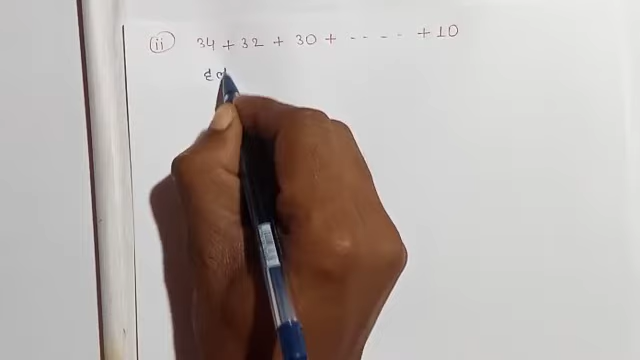 (ii) 34 + 32 + 30 + - - - - + 10